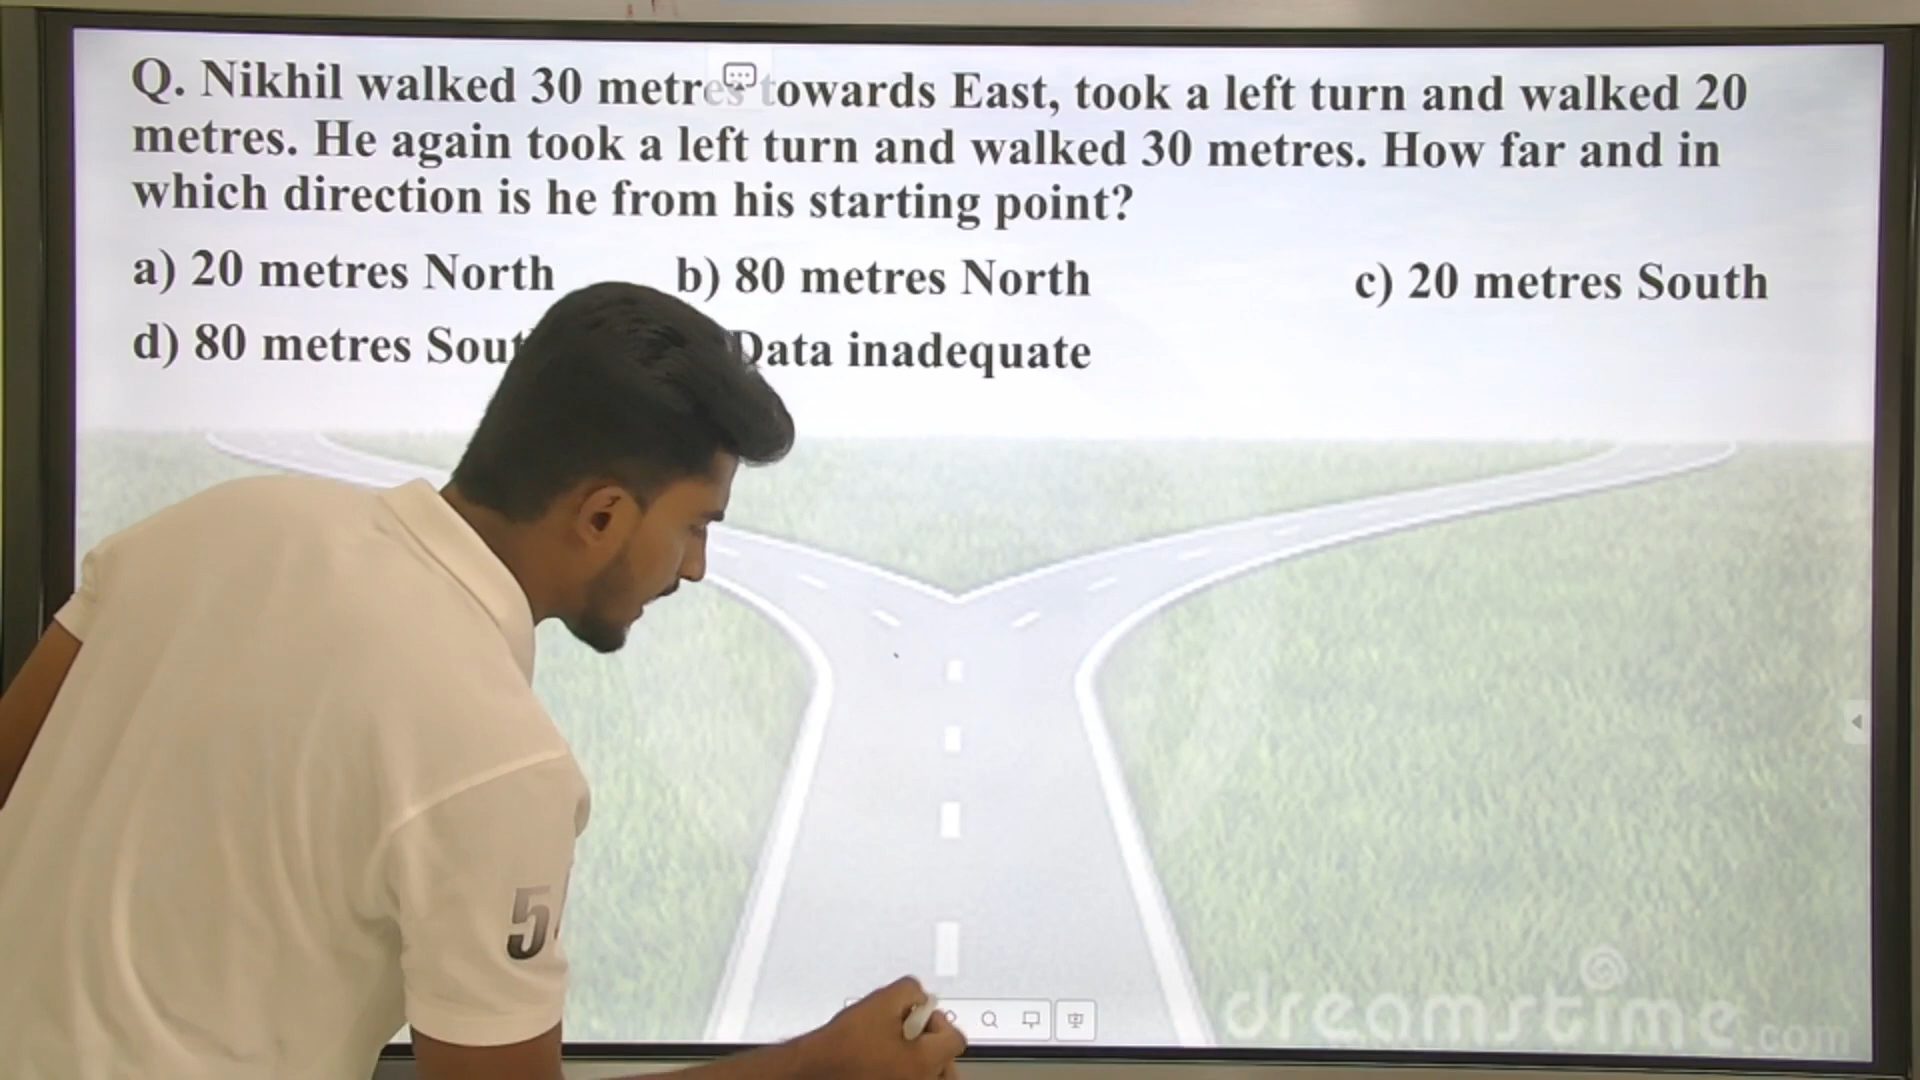 Q. Nikhil walked 30 metres towards East, took a left turn and walked 20
metres. He again took a left turn and walked 30 metres. How far and in
which direction is he from his starting point?
a) 20 metres North b) 80 metres North c) 20 metres South
d) 80 metres Sout Data inadequate
5
dreamstime.com